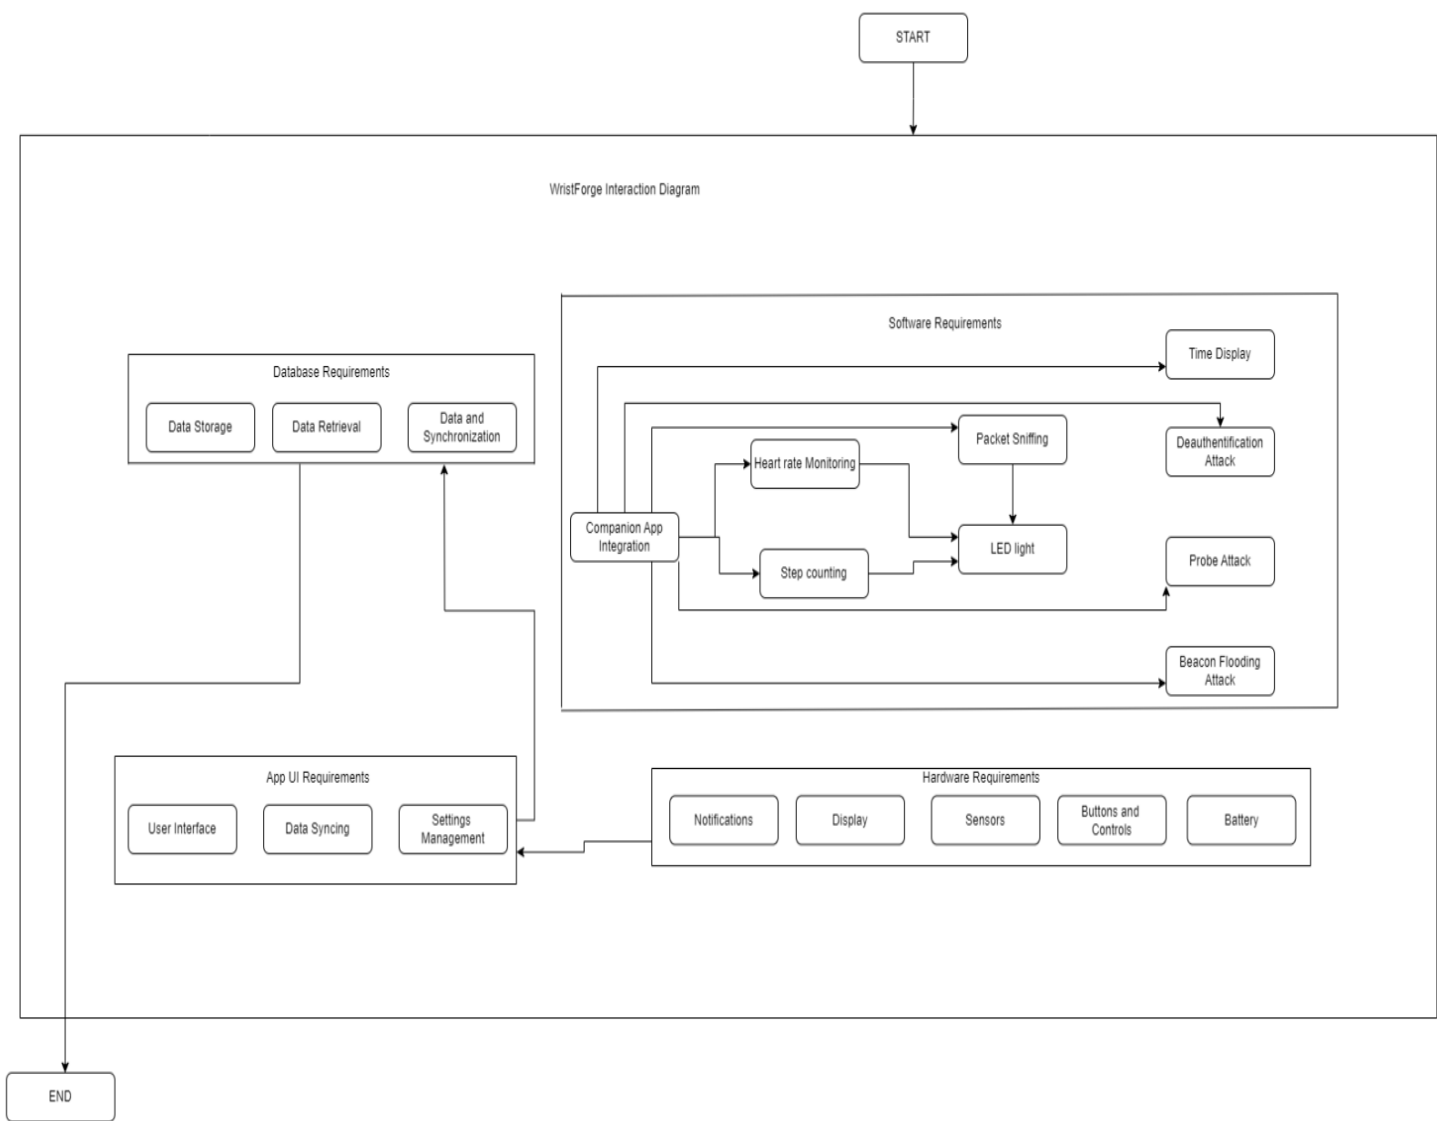 START
WristForge Interaction Diagram
Software Requirements
Time Display
Database Requirements
Data Storage
Data Retrieval
Data and
Synchronization
Packet Sniffing
Deauthentification
Attack
Heart rate Monitoring
Companion App
Integration
LED light
Step counting
Probe Attack
Beacon Flooding
Attack
App UI Requirements
User Interface
Data Syncing
Settings
Management
Hardware Requirements
Notifications
Display
Sensors
Buttons and
Controls
Battery
END